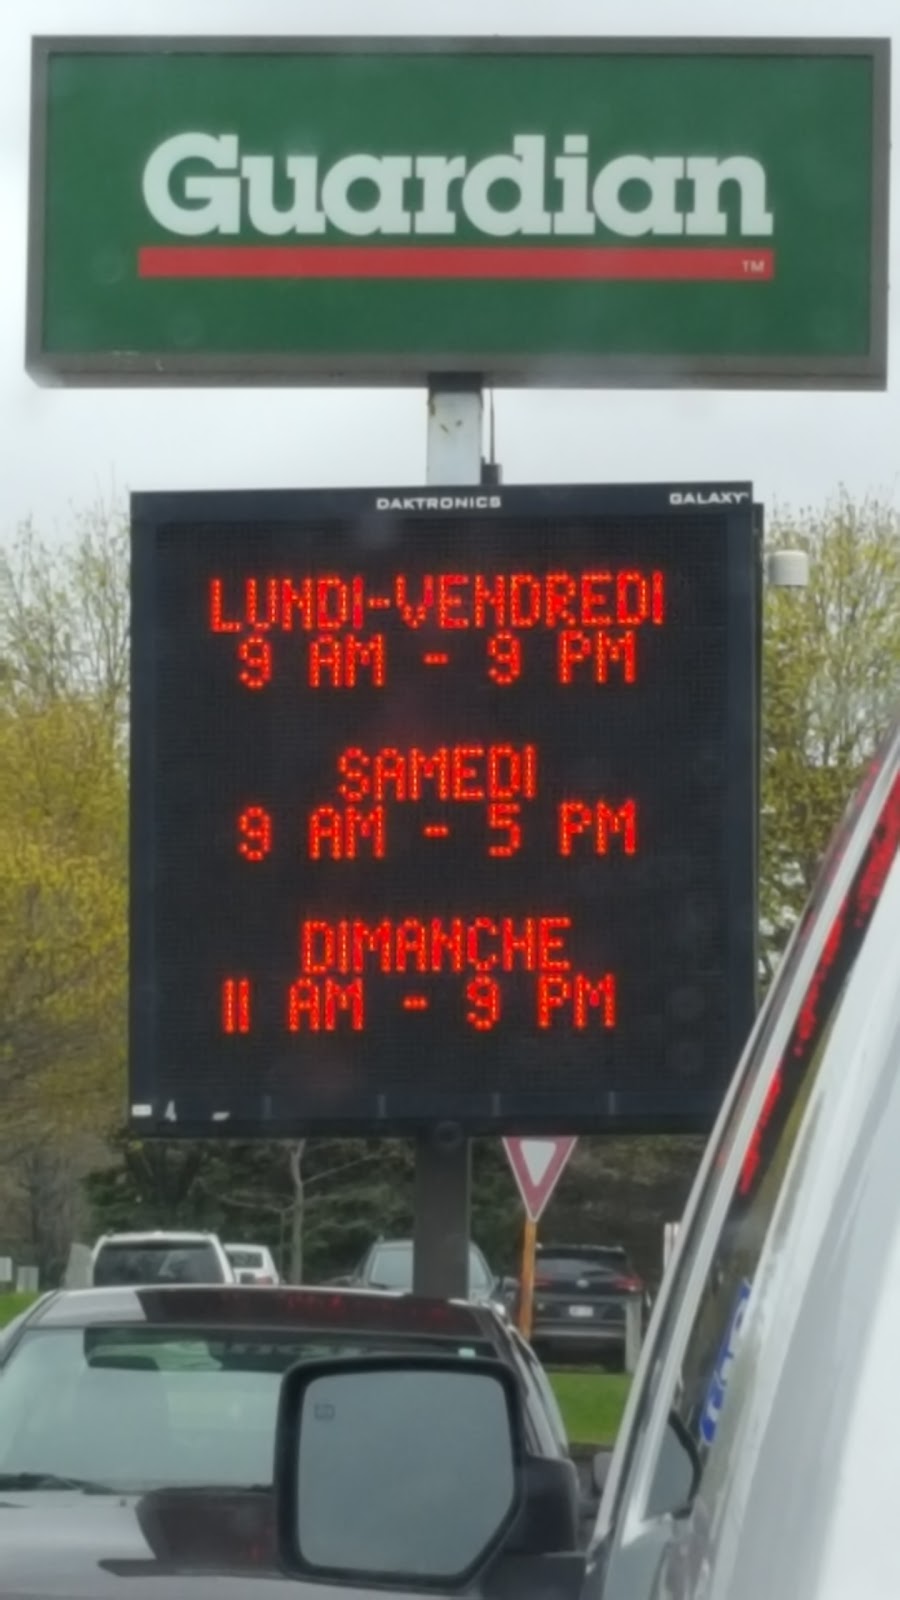 Guardian
TM
DAKTRONICS GALAXY
LUNDI-VENDREDI
9 AM - 9 PM
SAMEDI
9 AM - 5 PM
DIMANCHE
11 AM - 9 PM